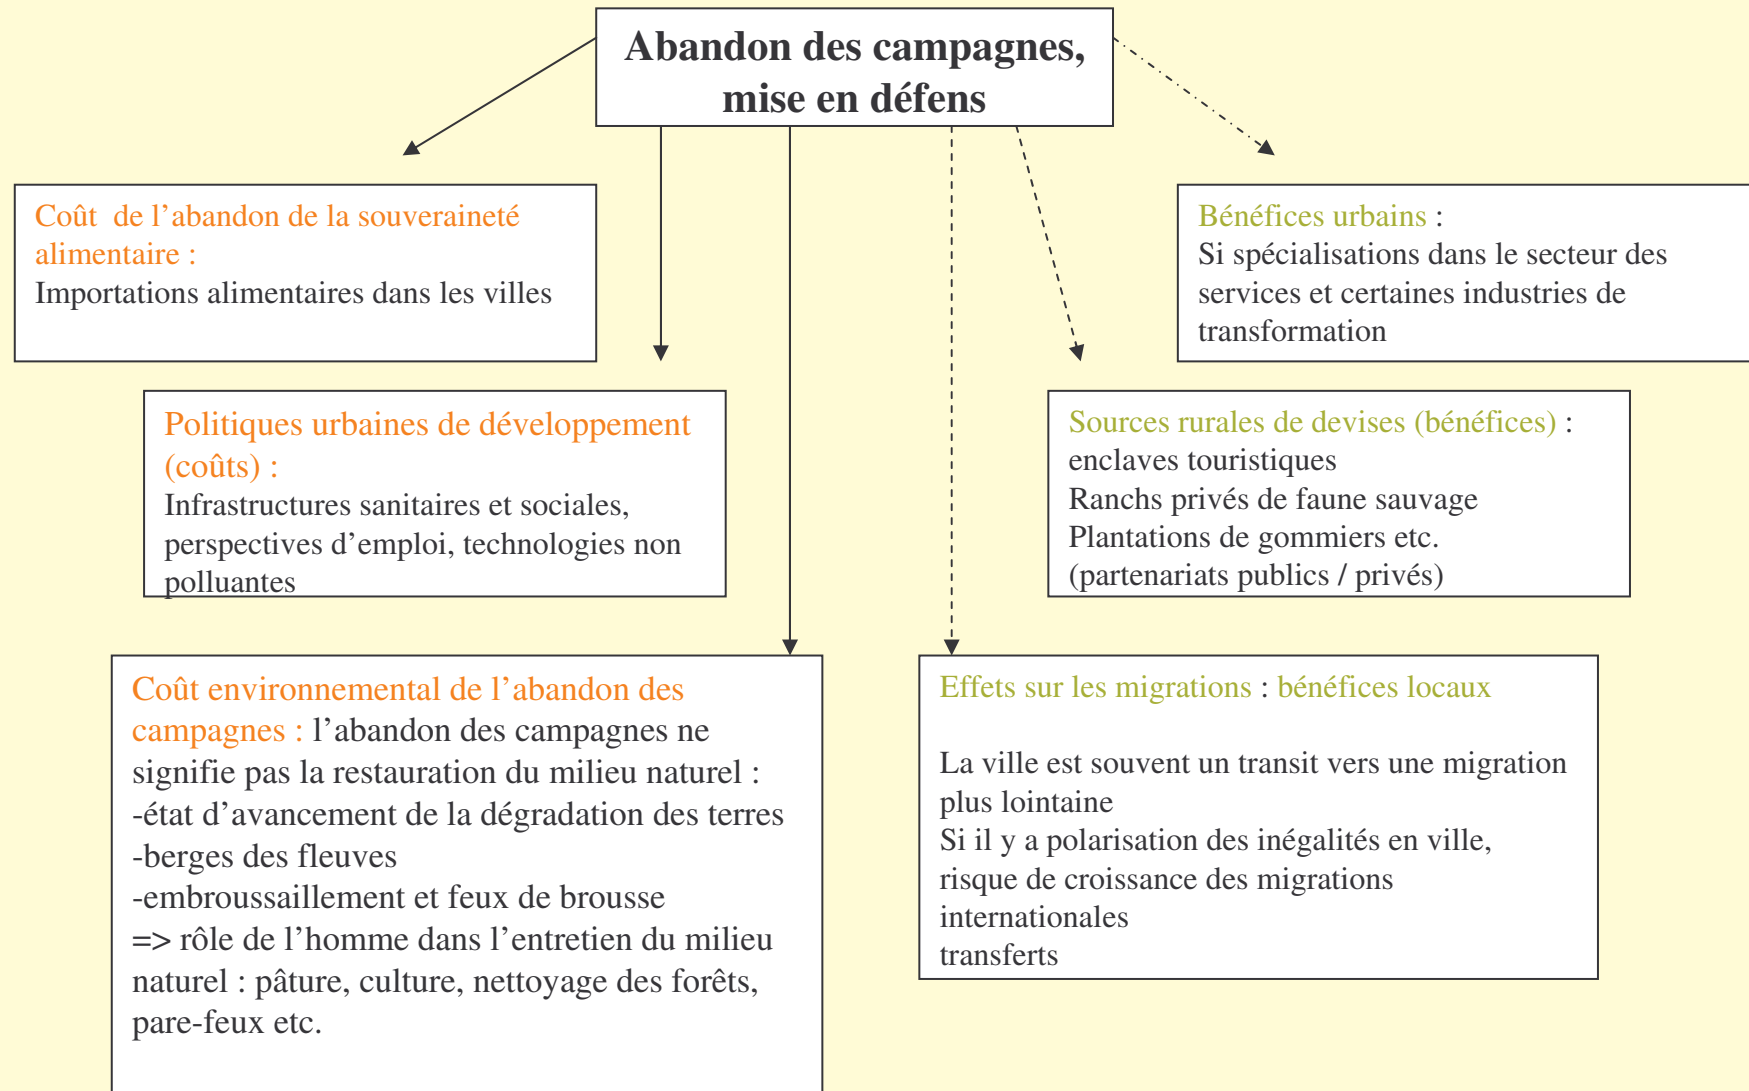 Abandon des campagnes,
mise en défens
Coût  de l’abandon de la souveraineté
alimentaire :
Importations alimentaires dans les villes
Bénéfices urbains :
Si spécialisations dans le secteur des
services et certaines industries de
transformation
Politiques urbaines de développement
(coûts) :
Infrastructures sanitaires et sociales,
perspectives d’emploi, technologies non
polluantes
Sources rurales de devises (bénéfices) :
enclaves touristiques
Ranchs privés de faune sauvage
Plantations de gommiers etc.
(partenariats publics / privés)
Coût environnemental de l’abandon des
campagnes : l’abandon des campagnes ne
signifie pas la restauration du milieu naturel :
-état d’avancement de la dégradation des terres
-berges des fleuves
-embroussaillement et feux de brousse
=> rôle de l’homme dans l’entretien du milieu
naturel : pâture, culture, nettoyage des forêts,
pare-feux etc.
Effets sur les migrations : bénéfices locaux
La ville est souvent un transit vers une migration
plus lointaine
Si il y a polarisation des inégalités en ville,
risque de croissance des migrations
internationales
transferts